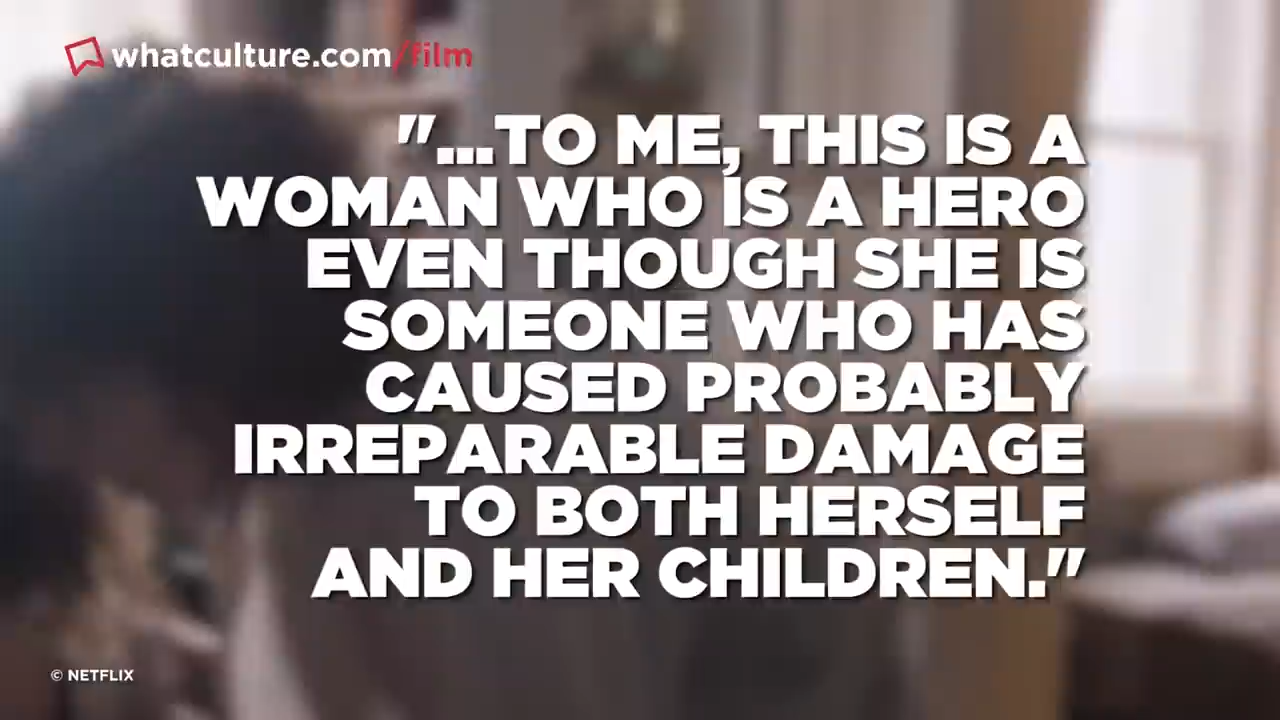 whatculture.com/film
"...TO ME, THIS IS A
WOMAN WHO IS A HERO
EVEN THOUGH SHE IS
SOMEONE WHO HAS
CAUSED PROBABLY
IRREPARABLE DAMAGE
TO BOTH HERSELF
AND HER CHILDREN."
© NETFLIX